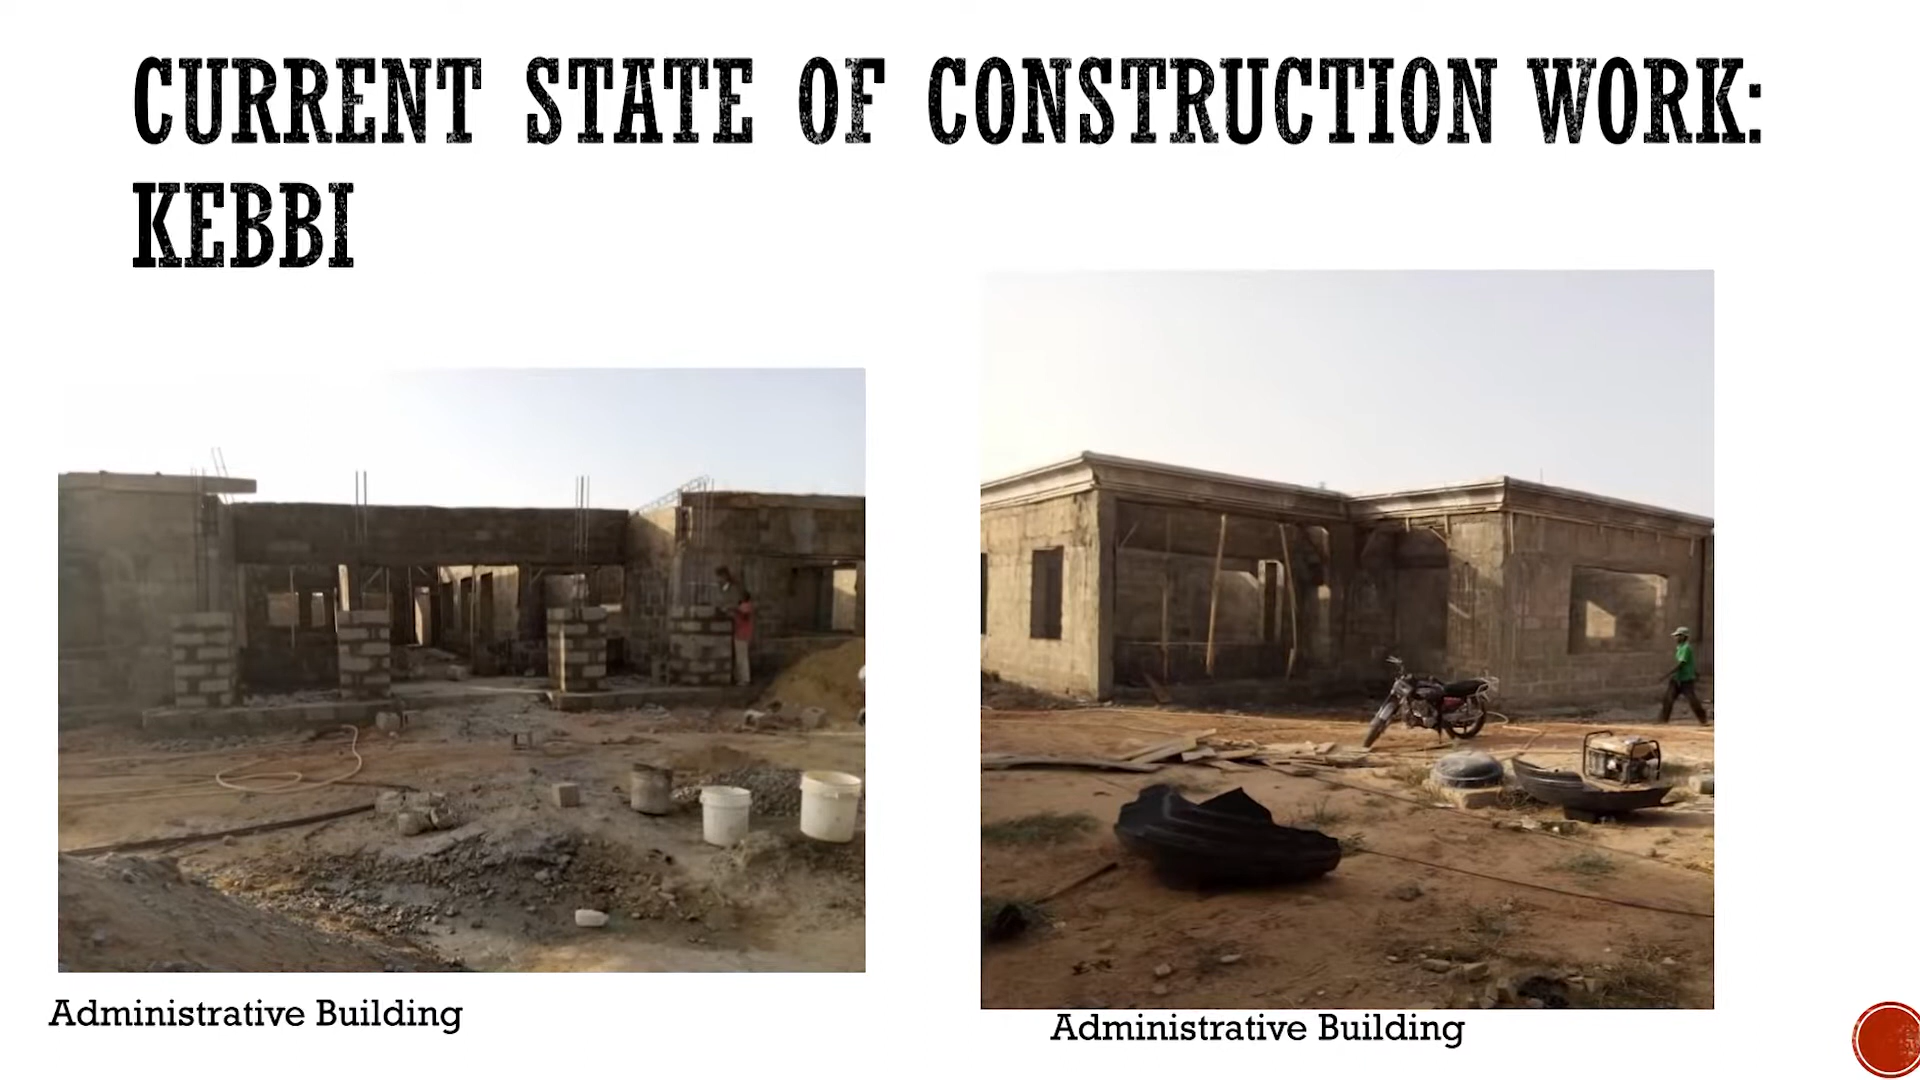 CURRENT STATE OF CONSTRUCTION WORK:
KEBBI
Administrative Building
Administrative Building